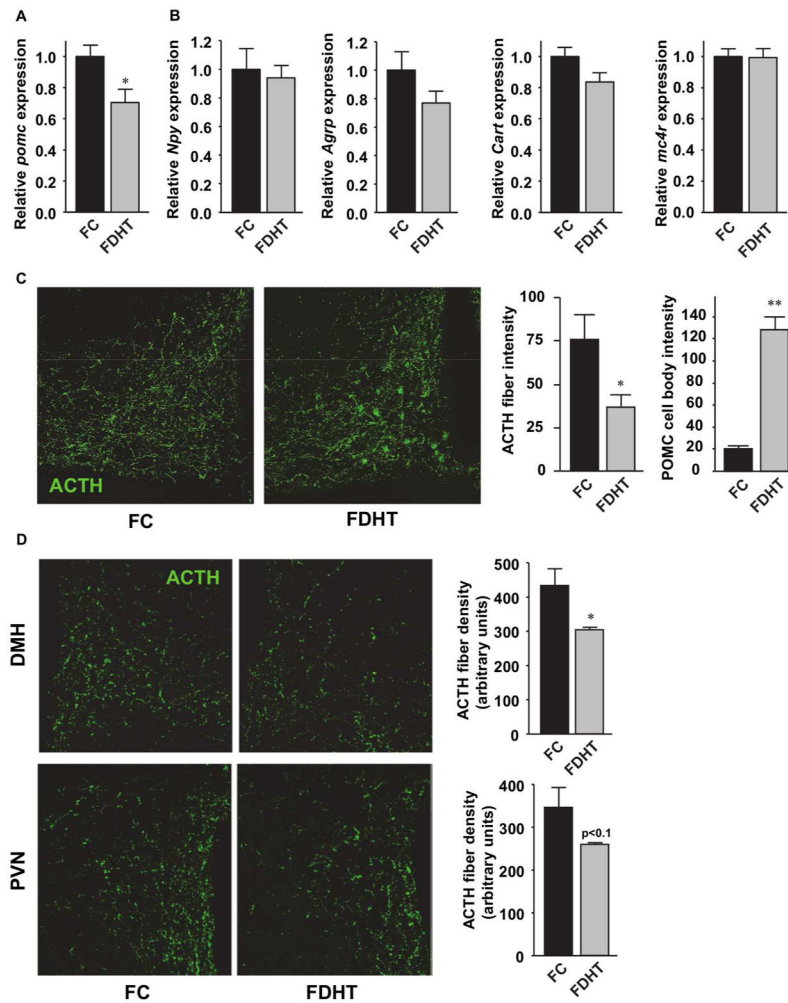 A
Relative pomc expression
1.0
0.8
0.6
0.4
0.2
0.0
*
FC
FDHT
B
Relative Npy expression
1.2
1.0
0.8
0.6
0.4
0.2
0.0
FC
FDHT
Relative Agrp expression
1.2
1.0
0.8
0.6
0.4
0.2
0.0
FC
FDHT
Relative Cart expression
1.0
0.8
0.6
0.4
0.2
0.0
FC
FDHT
Relative mc4r expression
1.0
0.8
0.6
0.4
0.2
0.0
FC
FDHT
C
ACTH
FC
FDHT
ACTH fiber intensity
100
75
50
25
0
*
FC
FDHT
POMC cell body intensity
140
120
100
80
60
40
20
0
**
FC
FDHT
D
DMH
ACTH
ACTH fiber density
(arbitrary units)
500
400
300
200
100
0
*
FC
FDHT
PVN
FC
FDHT
ACTH fiber density
(arbitrary units)
400
300
200
100
0
p<0.1
FC
FDHT